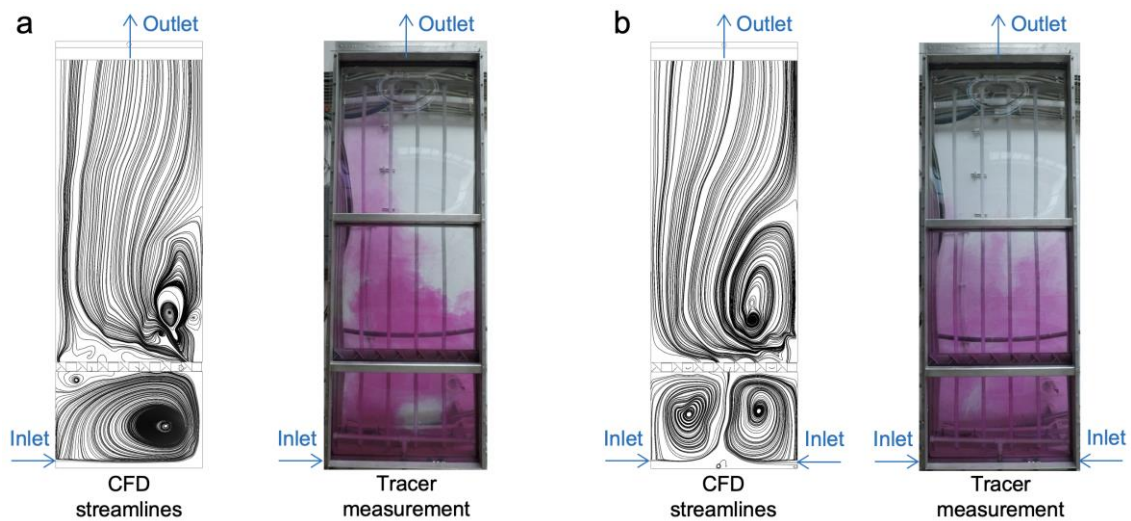 a
Outlet
Outlet
b
Outlet
Outlet
Inlet
Inlet
Inlet
Inlet
Inlet
Inlet
CFD
streamlines
Tracer
measurement
CFD
streamlines
Tracer
measurement